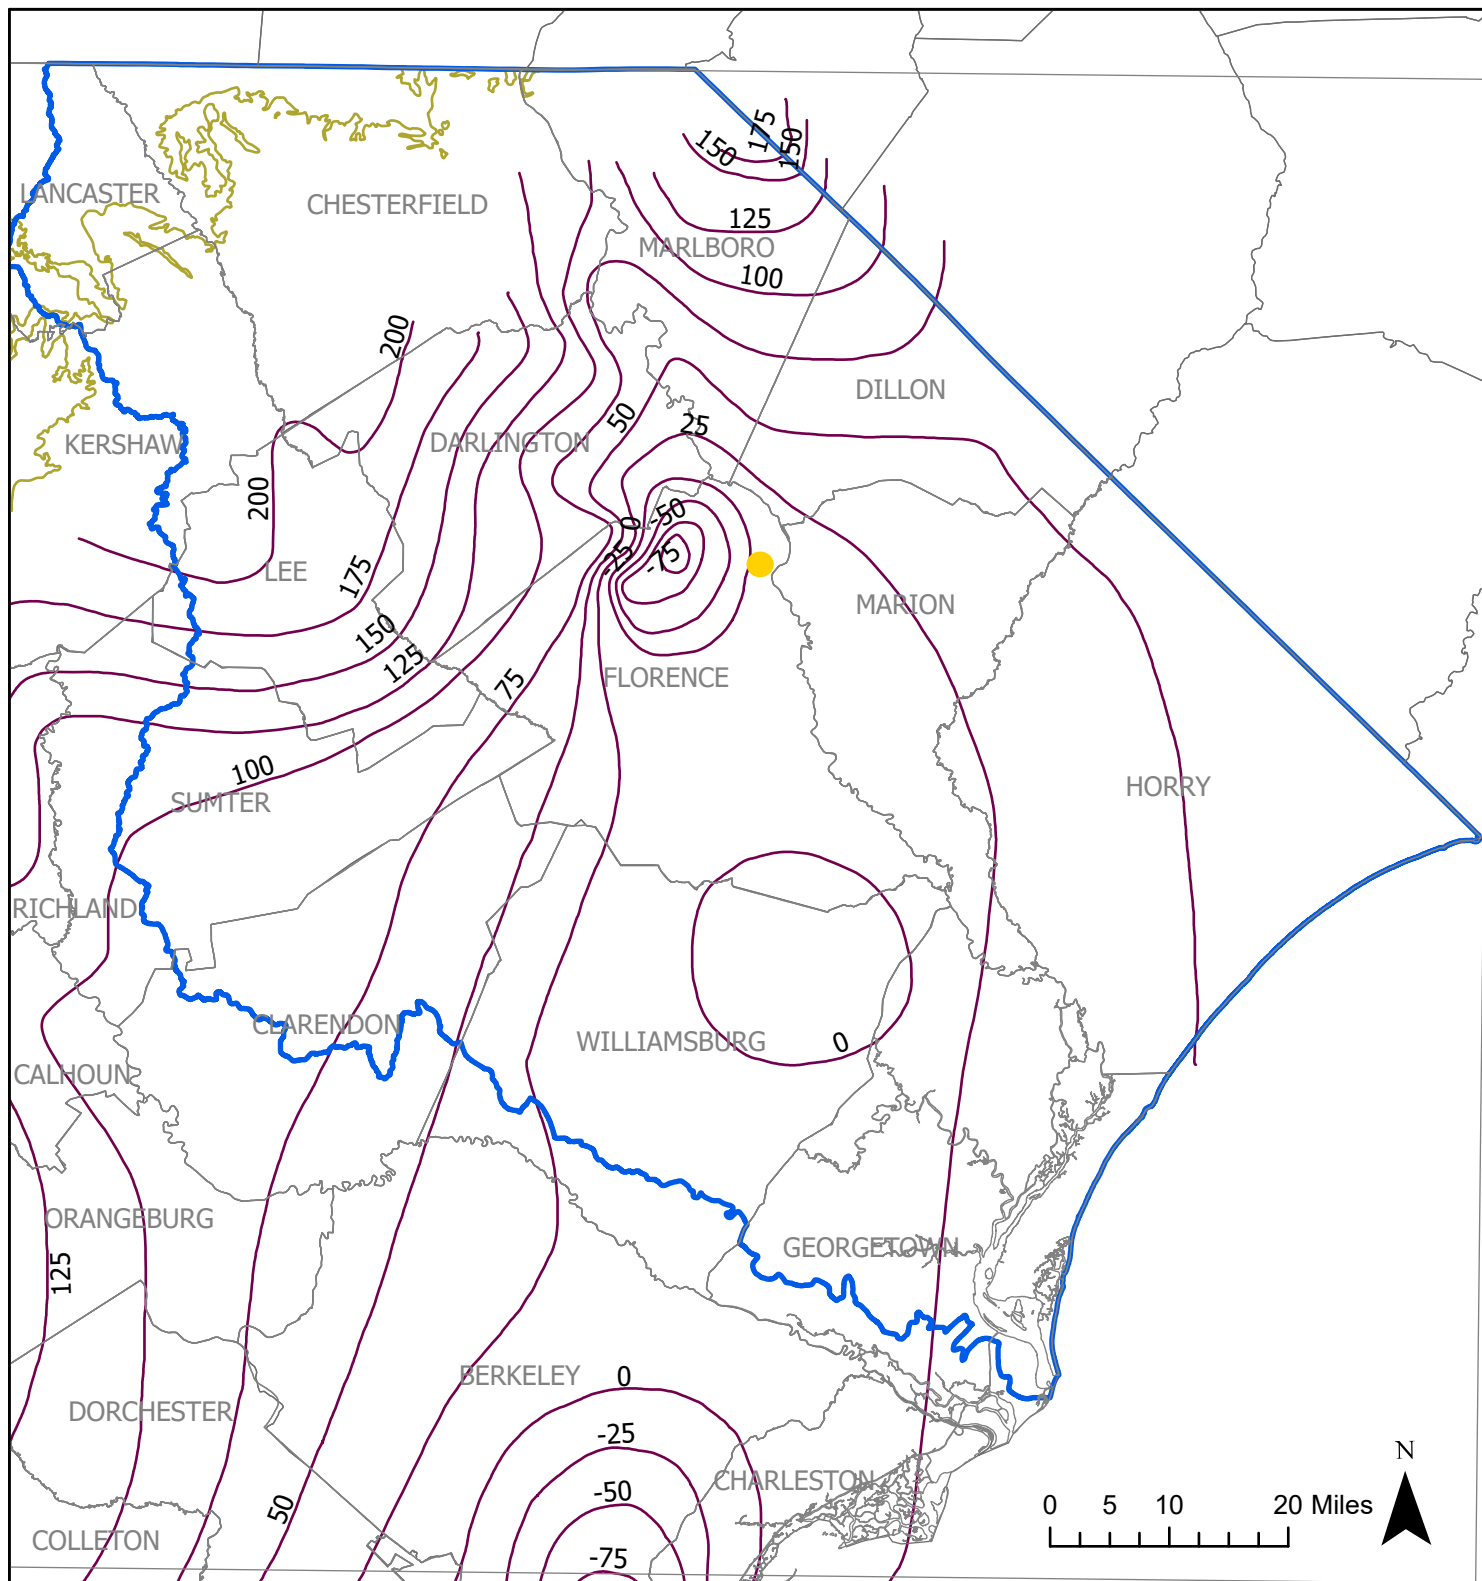 175
150
150
LANCASTER
CHESTERFIELD
125
MARLBORO
100
200
DILLON
50
25
KERSHAW
DARLINGTON
200
0
-50
-25
-75
LEE
175
MARION
150
125
75
FLORENCE
100
SUMTER
HORRY
RICHLAND
CLARENDON
WILLIAMSBURG
0
CALHOUN
ORANGEBURG
GEORGETOWN
125
BERKELEY
0
DORCHESTER
-25
CHARLESTON
-50
50
COLLETON
-75
N
0 5 10 20 Miles